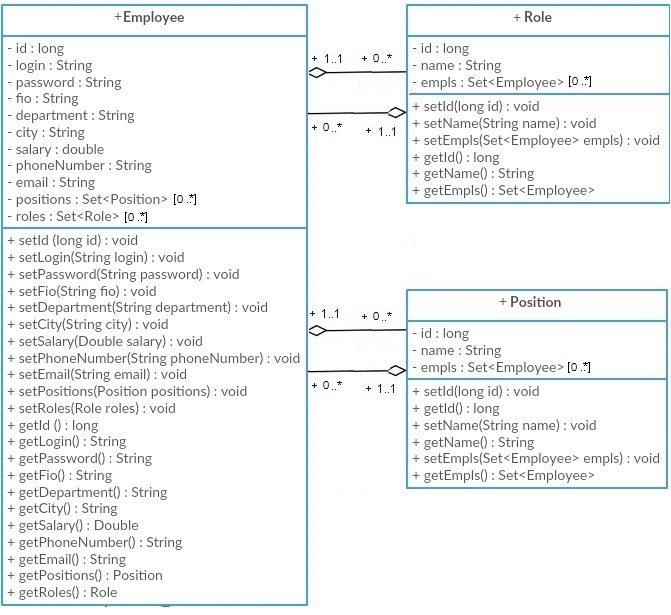 +Employee
- id : long
- login : String
- password : String
- fio : String
- department : String
- city : String
- salary : double
- phoneNumber : String
- email : String
- positions : Set<Position> [0 ..*]
- roles : Set<Role> [0 ..*]
+ setId (long id) : void
+ setLogin(String login) : void
+ setPassword(String password) : void
+ setFio(String fio) : void
+ setDepartment(String department) : void
+ setCity(String city) : void
+ setSalary(Double salary) : void
+ setPhoneNumber(String phoneNumber) : void
+ setEmail(String email) : void
+ setPositions(Position positions) : void
+ setRoles(Role roles) : void
+ getId () : long
+ getLogin() : String
+ getPassword() : String
+ getFio() : String
+ getDepartment() : String
+ getCity() : String
+ getSalary() : Double
+ getPhoneNumber() : String
+ getEmail() : String
+ getPositions() : Position
+ getRoles() : Role
+ 1..1 + 0..*
+ 0..* + 1..1
+ Role
- id : long
- name : String
- empls : Set<Employee> [0 ..*]
+ setId(long id) : void
+ setName(String name) : void
+ setEmpls(Set<Employee> empls) : void
+ getId() : long
+ getName() : String
+ getEmpls() : Set<Employee>
+ 1..1 + 0..*
+ 0..* + 1..1
+ Position
- id : long
- name : String
- empls : Set<Employee> [0 ..*]
+ setId(long id) : void
+ getId() : long
+ setName(String name) : void
+ getName() : String
+ setEmpls(Set<Employee> empls) : void
+ getEmpls() : Set<Employee>